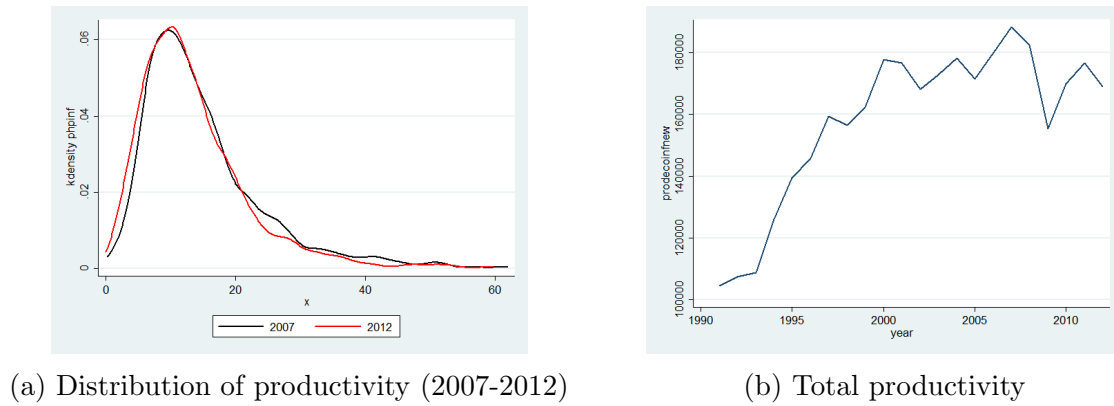 kdensity phpinf
.06
.04
.02
0
0 20 40 60
x
2007 2012
(a) Distribution of productivity (2007-2012)
prodecoinfnew
180000
160000
140000
120000
100000
1990 1995 2000 2005 2010
year
(b) Total productivity